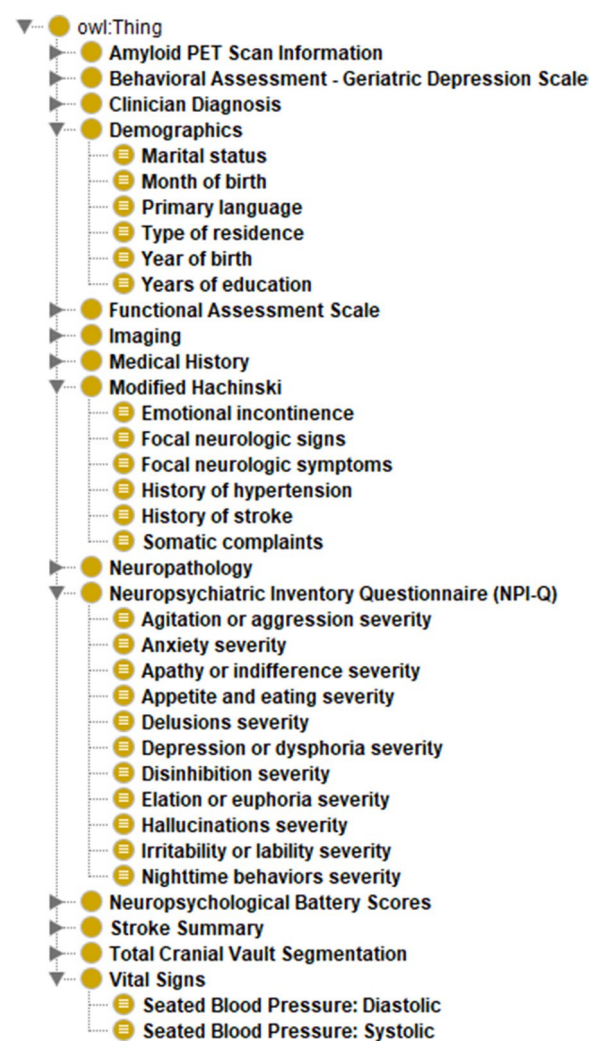 owl:Thing
Amyloid PET Scan Information
Behavioral Assessment - Geriatric Depression Scale
Clinician Diagnosis
Demographics
Marital status
Month of birth
Primary language
Type of residence
Year of birth
Years of education
Functional Assessment Scale
Imaging
Medical History
Modified Hachinski
Emotional incontinence
Focal neurologic signs
Focal neurologic symptoms
History of hypertension
History of stroke
Somatic complaints
Neuropathology
Neuropsychiatric Inventory Questionnaire (NPI-Q)
Agitation or aggression severity
Anxiety severity
Apathy or indifference severity
Appetite and eating severity
Delusions severity
Depression or dysphoria severity
Disinhibition severity
Elation or euphoria severity
Hallucinations severity
Irritability or lability severity
Nighttime behaviors severity
Neuropsychological Battery Scores
Stroke Summary
Total Cranial Vault Segmentation
Vital Signs
Seated Blood Pressure: Diastolic
Seated Blood Pressure: Systolic